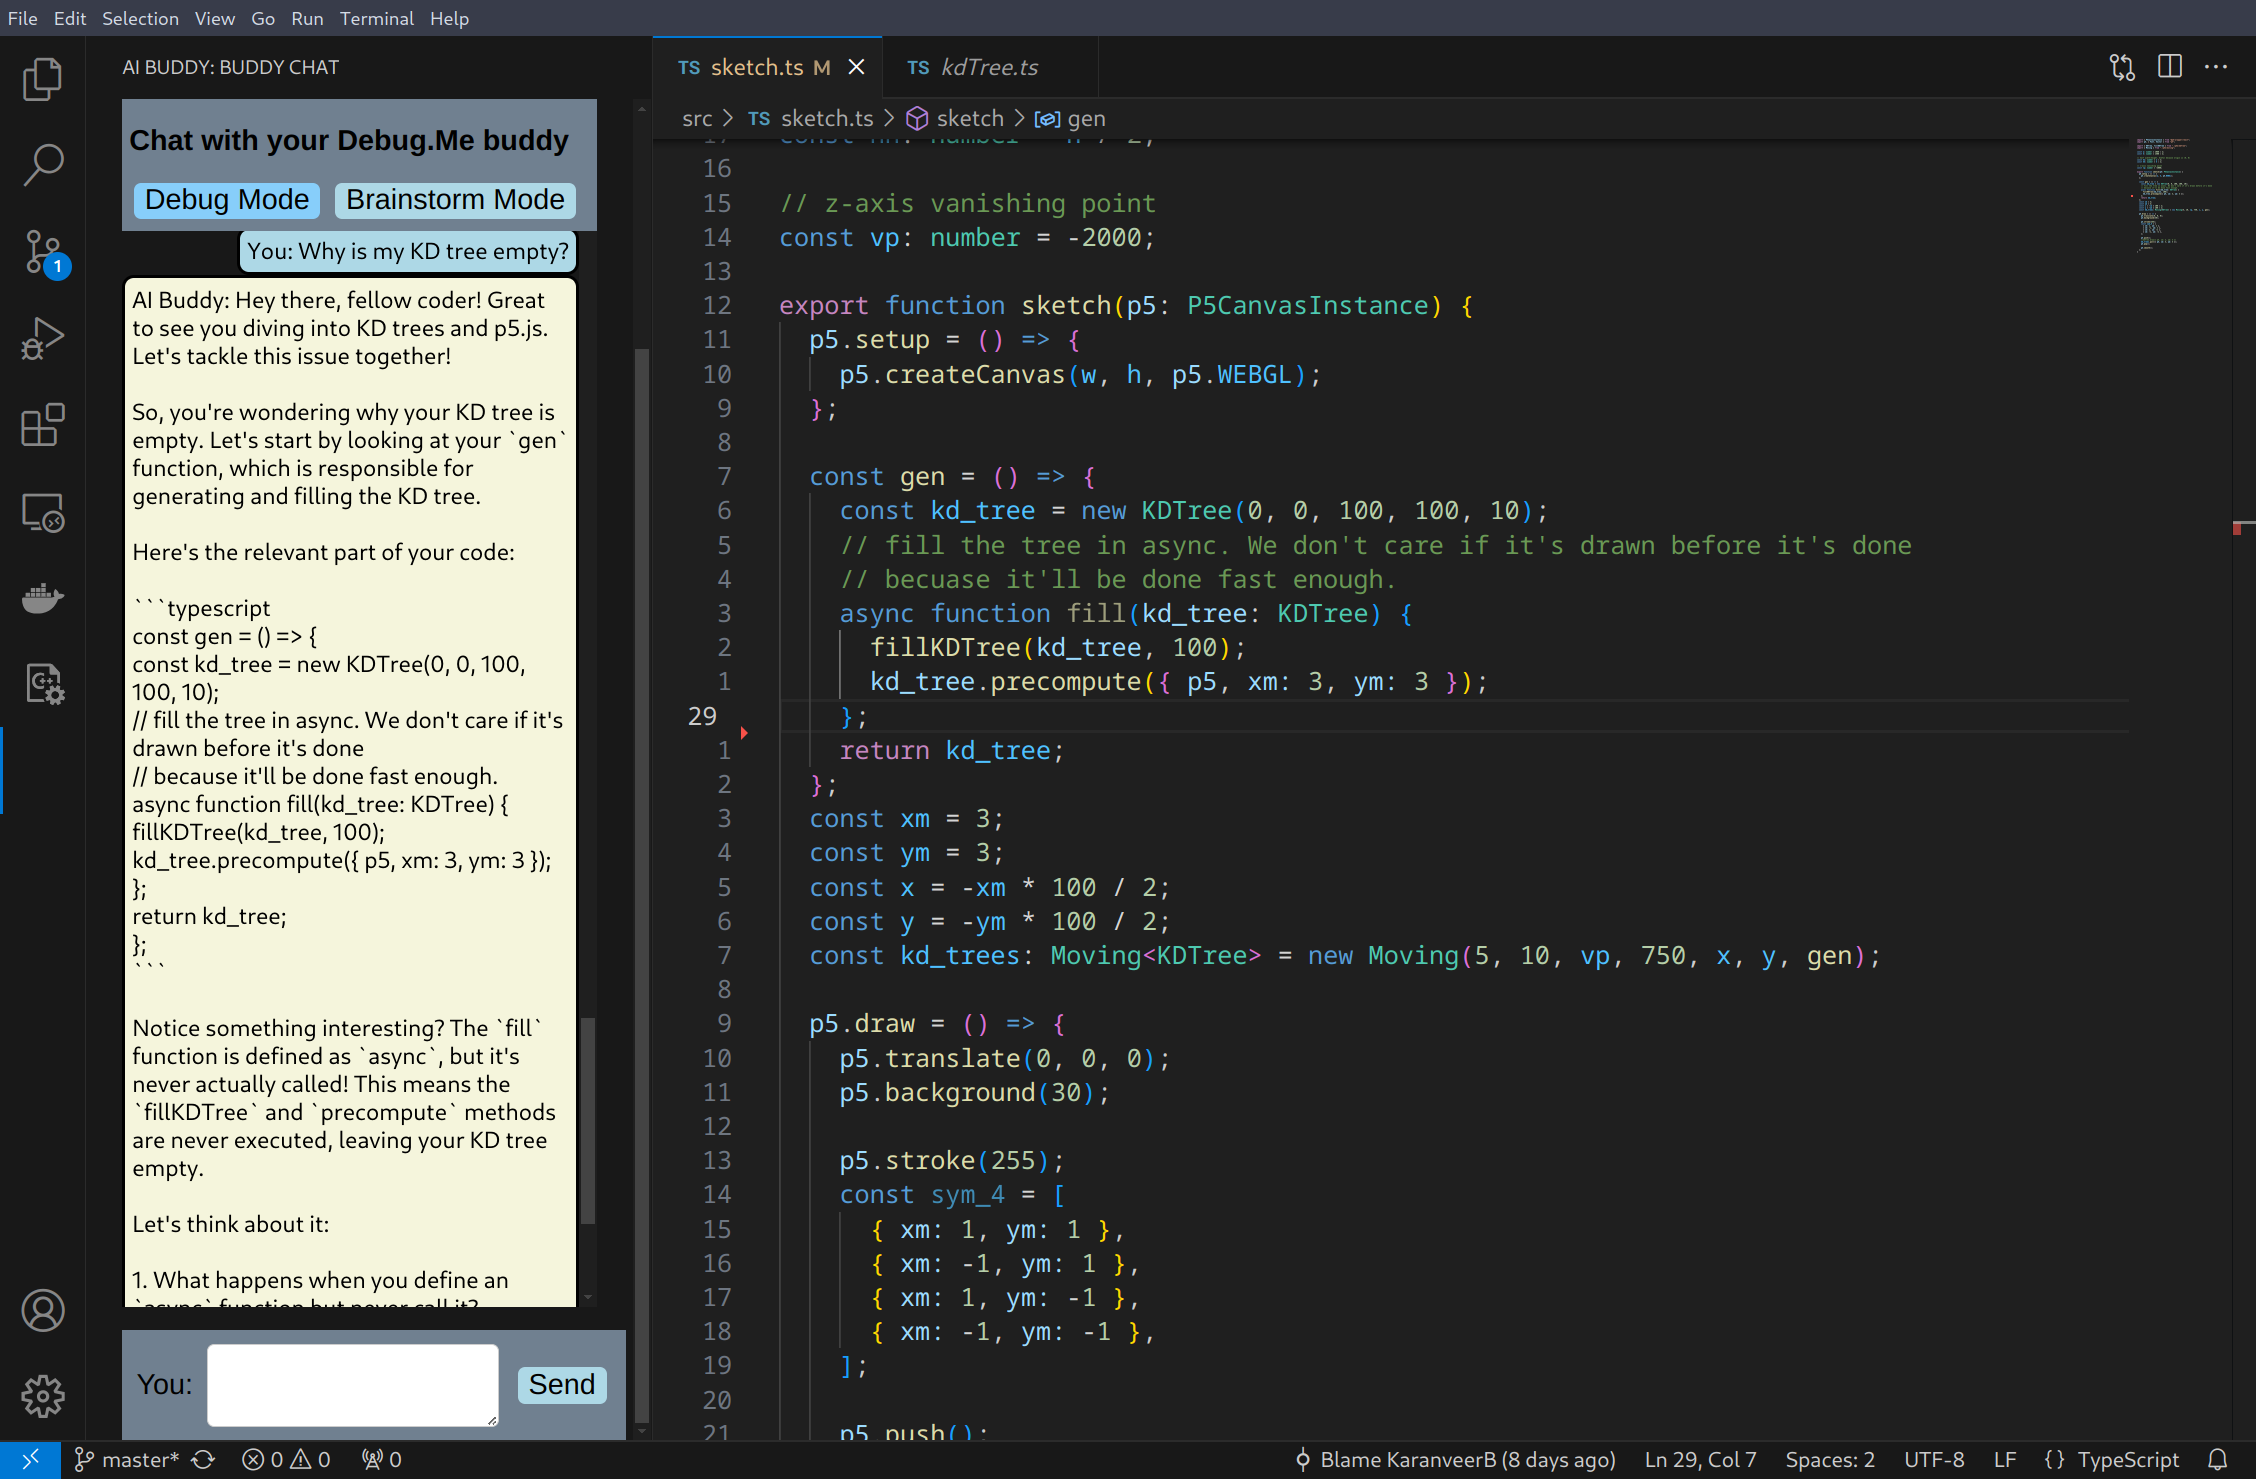 File Edit Selection View Go Run Terminal Help
AI BUDDY: BUDDY CHAT
Chat with your Debug.Me buddy
Debug Mode Brainstorm Mode
You: Why is my KD tree empty?
AI Buddy: Hey there, fellow coder! Great
to see you diving into KD trees and p5.js.
Let's tackle this issue together!
So, you're wondering why your KD tree is
empty. Let's start by looking at your `gen`
function, which is responsible for
generating and filling the KD tree.
Here's the relevant part of your code:
```typescript
const gen = () => {
const kd_tree = new KDTree(0, 0, 100,
100, 10);
// fill the tree in async. We don't care if it's
drawn before it's done
// because it'll be done fast enough.
async function fill(kd_tree: KDTree) {
fillKDTree(kd_tree, 100);
kd_tree.precompute({ p5, xm: 3, ym: 3 });
};
return kd_tree;
};
```
Notice something interesting? The `fill`
function is defined as `async`, but it's
never actually called! This means the
`fillKDTree` and `precompute` methods
are never executed, leaving your KD tree
empty.
Let's think about it:
1. What happens when you define an
`async` function but never call it?
You:
Send
TS sketch.ts M
TS kdTree.ts
src > TS sketch.ts > sketch > gen
17 const hh: number = h / 2;
16
15 // z-axis vanishing point
14 const vp: number = -2000;
13
12 export function sketch(p5: P5CanvasInstance) {
11 p5.setup = () => {
10 p5.createCanvas(w, h, p5.WEBGL);
9 };
8
7 const gen = () => {
6 const kd_tree = new KDTree(0, 0, 100, 100, 10);
5 // fill the tree in async. We don't care if it's drawn before it's done
4 // becuase it'll be done fast enough.
3 async function fill(kd_tree: KDTree) {
2 fillKDTree(kd_tree, 100);
1 kd_tree.precompute({ p5, xm: 3, ym: 3 });
29 };
1 return kd_tree;
2 };
3 const xm = 3;
4 const ym = 3;
5 const x = -xm * 100 / 2;
6 const y = -ym * 100 / 2;
7 const kd_trees: Moving<KDTree> = new Moving(5, 10, vp, 750, x, y, gen);
8
9 p5.draw = () => {
10 p5.translate(0, 0, 0);
11 p5.background(30);
12
13 p5.stroke(255);
14 const sym_4 = [
15 { xm: 1, ym: 1 },
16 { xm: -1, ym: 1 },
17 { xm: 1, ym: -1 },
18 { xm: -1, ym: -1 },
19 ];
20
21 p5.push();
1
master* 0 0 0
Blame KaranveerB (8 days ago) Ln 29, Col 7 Spaces: 2 UTF-8 LF {} TypeScript